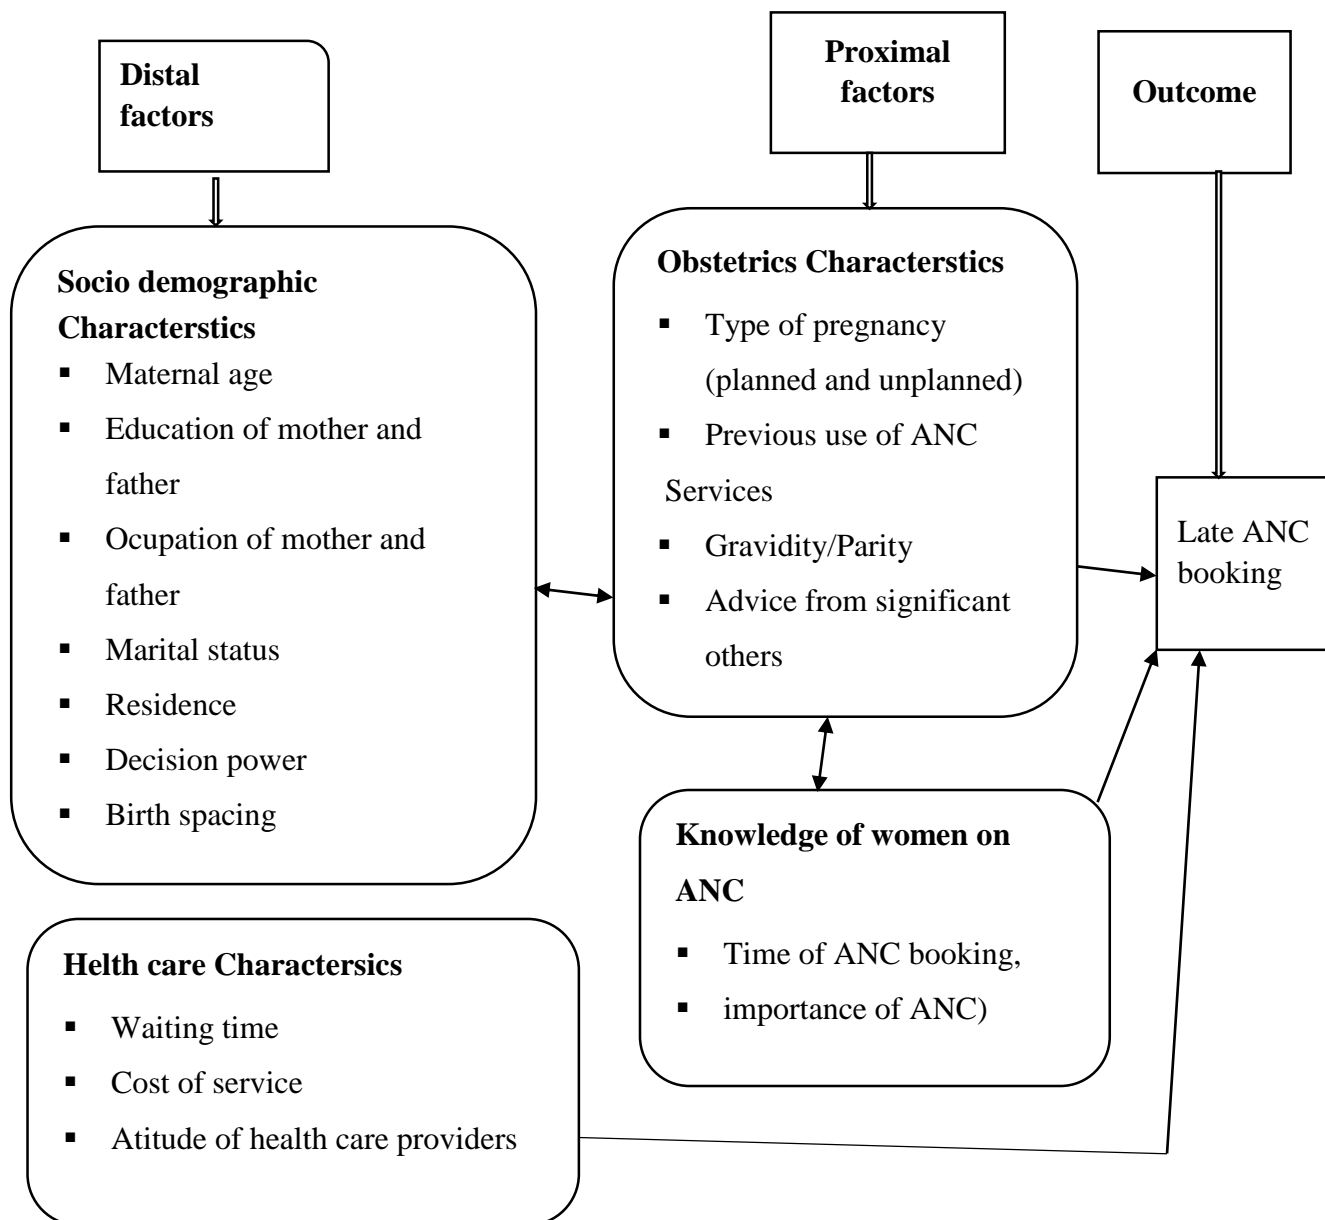 Distal
factors
Proximal
factors
Outcome
Socio demographic
Characterstics
▪ Maternal age
▪ Education of mother and
father
▪ Ocupation of mother and
father
▪ Marital status
▪ Residence
▪ Decision power
▪ Birth spacing
Obstetrics Characterstics
▪ Type of pregnancy
(planned and unplanned)
▪ Previous use of ANC
Services
▪ Gravidity/Parity
▪ Advice from significant
others
Late ANC
booking
Knowledge of women on
ANC
▪ Time of ANC booking,
▪ importance of ANC)
Helth care Charactersics
▪ Waiting time
▪ Cost of service
▪ Atitude of health care providers